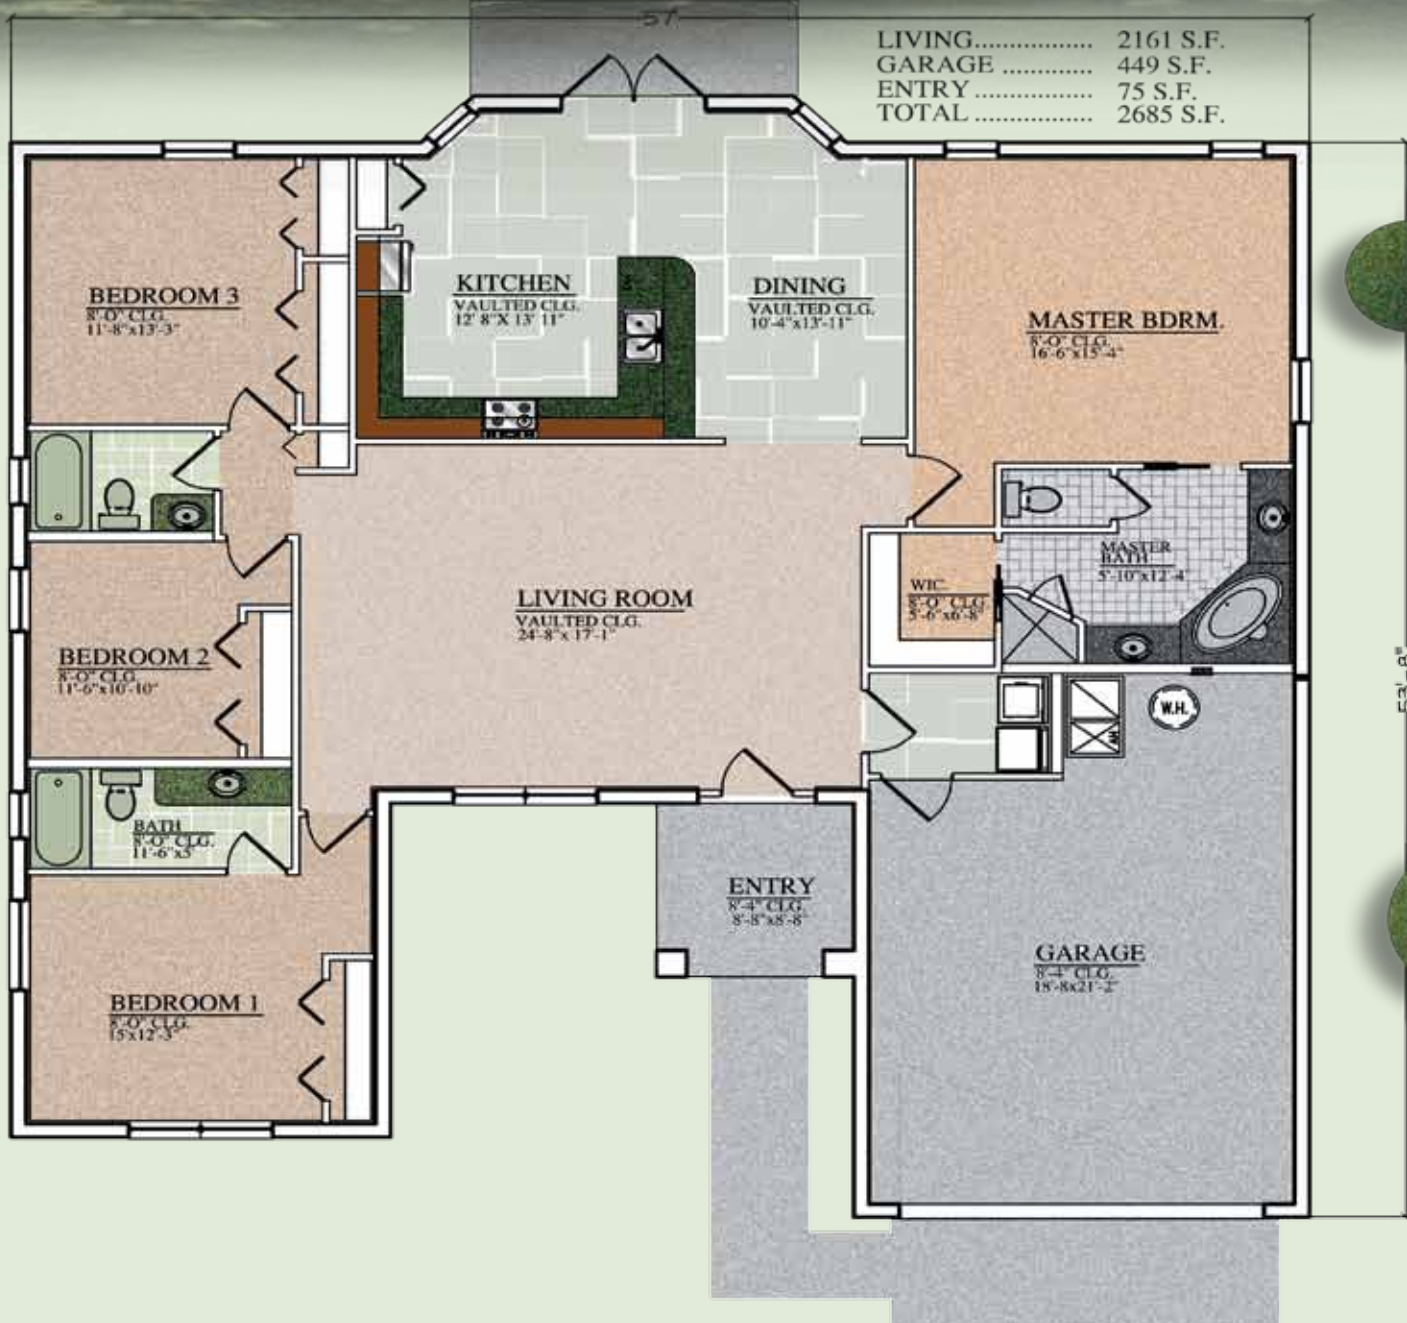 57'
LIVING................. 2161 S.F.
GARAGE ............. 449 S.F.
ENTRY ................. 75 S.F.
TOTAL ................. 2685 S.F.
BEDROOM 3
8'-0" CLG.
11'-8"x13'-3"
KITCHEN
VAULTED CLG.
12' 8"X 13' 11"
DINING
VAULTED CLG.
10'-4"x13'-11"
MASTER BDRM.
8'-0" CLG.
16'-6"x15'-4"
MASTER
BATH
5'-10"x12'-4
WIC.
8'-0" CLG.
5'-6"x6'-8"
LIVING ROOM
VAULTED CLG.
24'-8"x 17'-1"
BEDROOM 2
8'-0" CLG.
11'-6"x10'-10"
W.H.
AH
BATH
8'-0" CLG.
11'-6"x5'
ENTRY
8'-4" CLG.
8'-8"x8'-8"
GARAGE
8'-4" CLG.
18'-8x21'-2"
BEDROOM 1
8'-0" CLG.
15'x12'-3"